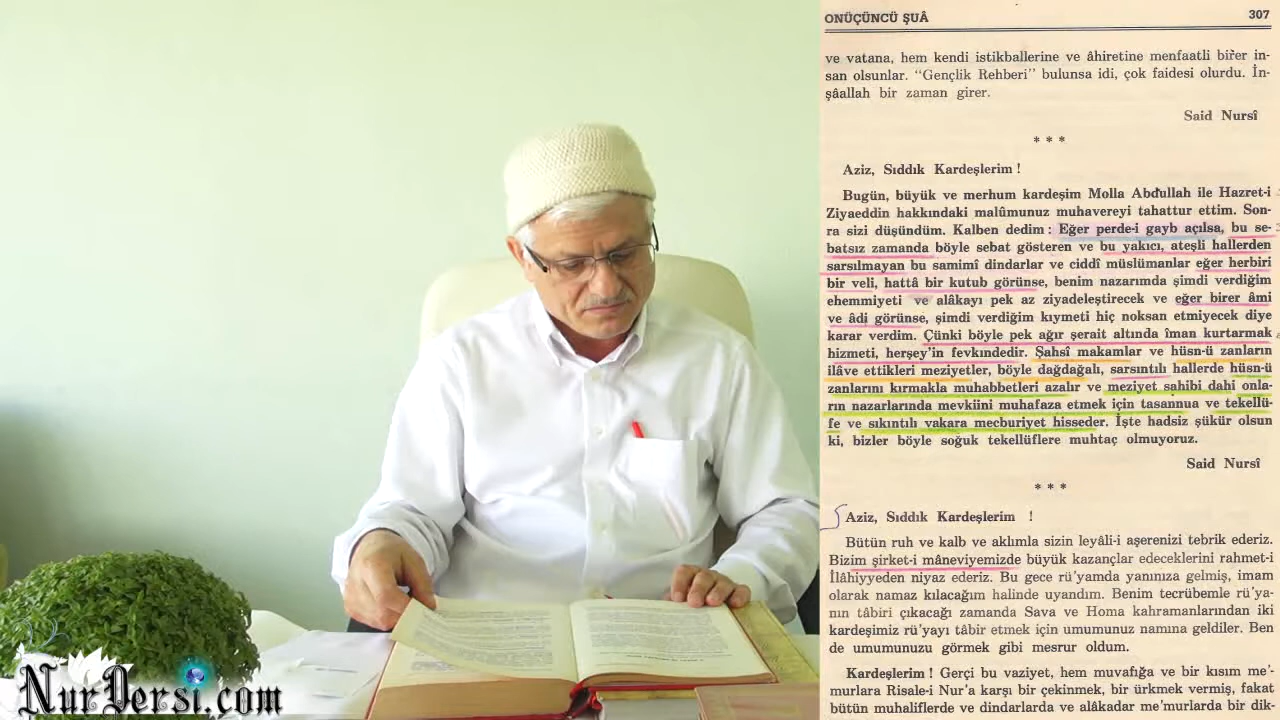 ONÜÇÜNCÜ ŞUÂ 307
ve vatana, hem kendi istikballerine ve âhiretine menfaatli birer in-
san olsunlar. "Gençlik Rehberi" bulunsa idi, çok faidesi olurdu. İn-
şâallah bir zaman girer.
Said Nursî
* * *
Aziz, Sıddık Kardeşlerim !
Bugün, büyük ve merhum kardeşim Molla Abdullah ile Hazret-i
Ziyaeddin hakkındaki malûmunuz muhavereyi tahattur ettim. Son-
ra sizi düşündüm. Kalben dedim : Eğer perde-i gayb açılsa, bu se-
batsız zamanda böyle sebat gösteren ve bu yakıcı, ateşli hallerden
sarsılmayan bu samimî dindarlar ve ciddî müslümanlar eğer herbiri
bir veli, hattâ bir kutub görünse, benim nazarımda şimdi verdiğim
ehemmiyeti ve alâkayı pek az ziyadeleştirecek ve eğer birer âmi
ve âdi görünse, şimdi verdiğim kıymeti hiç noksan etmiyecek diye
karar verdim. Çünki böyle pek ağır şerait altında îman kurtarmak
hizmeti, herşey'in fevkındedir. Şahsî makamlar ve hüsn-ü zanların
ilâve ettikleri meziyetler, böyle dağdağalı, sarsıntılı hallerde hüsn-ü
zanlarını kırmakla muhabbetleri azalır ve meziyet sahibi dahi onla-
rın nazarlarında mevkiini muhafaza etmek için tasannua ve tekellü-
fe ve sıkıntılı vakara mecburiyet hisseder. İşte hadsiz şükür olsun
ki, bizler böyle soğuk tekellüflere muhtaç olmuyoruz.
Said Nursî
* * *
Aziz, Sıddık Kardeşlerim !
Bütün ruh ve kalb ve aklımla sizin leyâli-i aşerenizi tebrik ederiz.
Bizim şirket-i mâneviyemizde büyük kazançlar edeceklerini rahmet-i
İlâhiyyeden niyaz ederiz. Bu gece rü'yamda yanınıza gelmiş, imam
olarak namaz kılacağım halinde uyandım. Benim tecrübemle rü'ya-
nın tâbiri çıkacağı zamanda Sava ve Homa kahramanlarından iki
kardeşimiz rü'yayı tâbir etmek için umumunuz namına geldiler. Ben
de umumunuzu görmek gibi mesrur oldum.
Kardeşlerim ! Gerçi bu vaziyet, hem muvafığa ve bir kısım me'-
murlara Risale-i Nur'a karşı bir çekinmek, bir ürkmek vermiş, fakat
bütün muhaliflerde ve dindarlarda ve alâkadar me'murlarda bir dik-
NurDersi.com